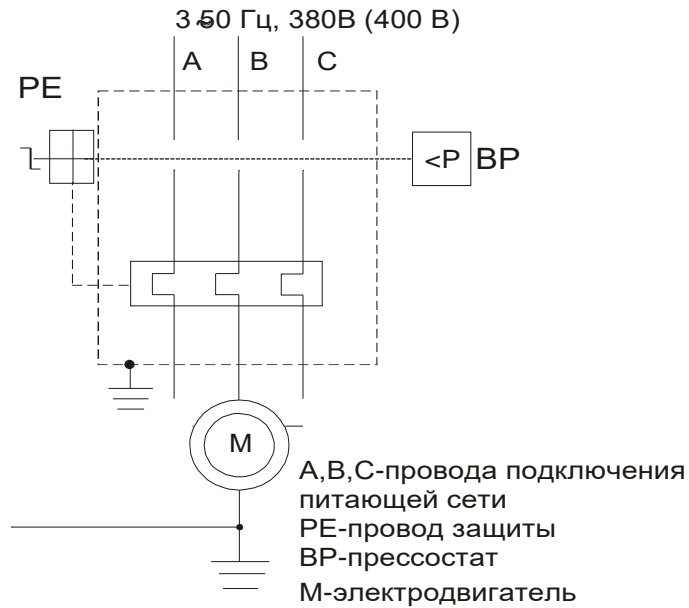 3 ~ 50 Гц, 380В (400 В)
A B C
PE
<P BP
M
A,B,C-провода подключения
питающей сети
PE-провод защиты
BP-прессостат
M-электродвигатель